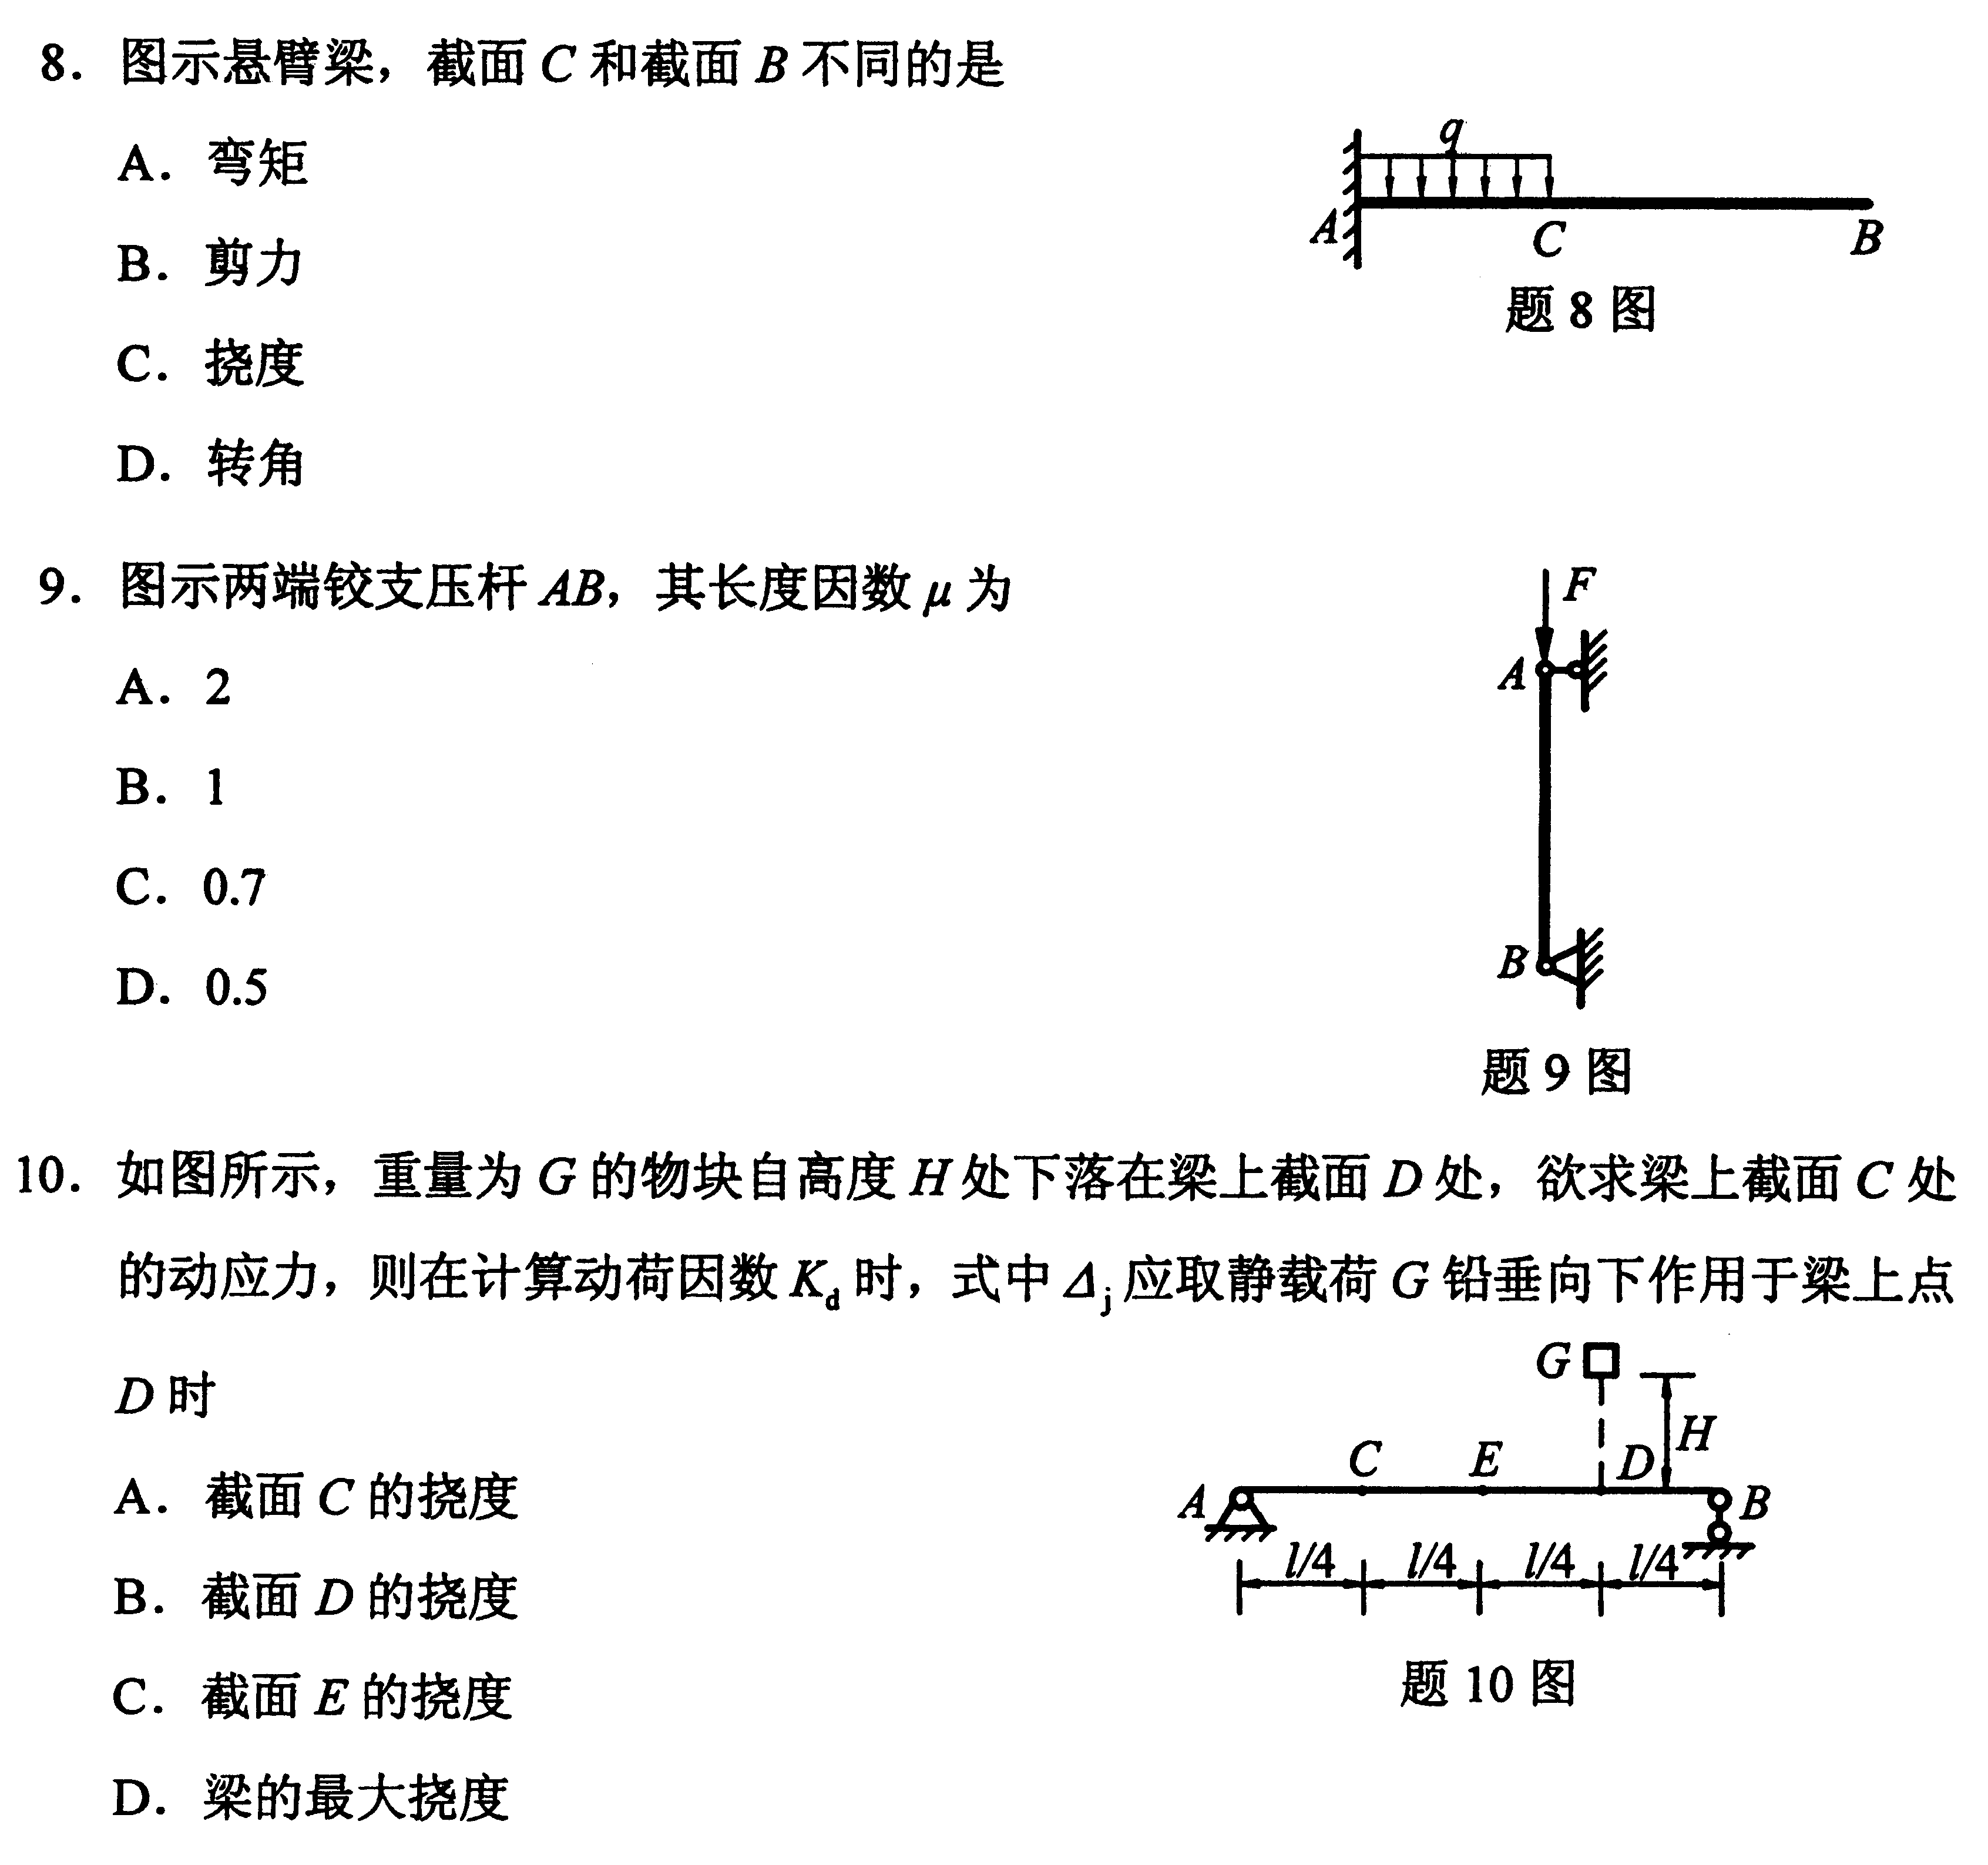 8. 图示悬臂梁，截面 C 和截面 B 不同的是
A. 弯矩
B. 剪力
C. 挠度
D. 转角
q
A
C
B
题 8 图
9. 图示两端铰支压杆 AB，其长度因数 μ 为
A. 2
B. 1
C. 0.7
D. 0.5
F
A
B
题 9 图
10. 如图所示，重量为 G 的物块自高度 H 处下落在梁上截面 D 处，欲求梁上截面 C 处
的动应力，则在计算动荷因数 K_d 时，式中 Δ_j 应取静载荷 G 铅垂向下作用于梁上点
D 时
A. 截面 C 的挠度
B. 截面 D 的挠度
C. 截面 E 的挠度
D. 梁的最大挠度
G
H
C E D
A B
l/4 l/4 l/4 l/4
题 10 图